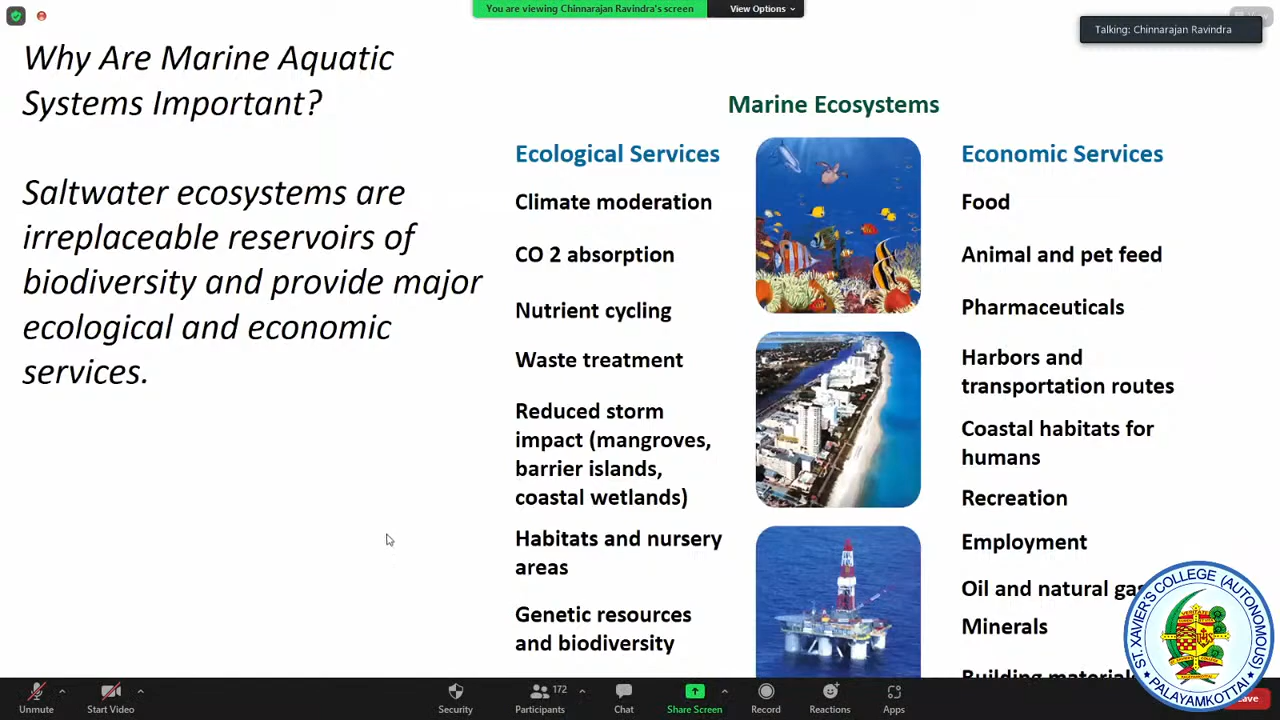 You are viewing Chinnarajan Ravindra's screen
View Options
View
Talking: Chinnarajan Ravindra
Why Are Marine Aquatic
Systems Important?
Saltwater ecosystems are
irreplaceable reservoirs of
biodiversity and provide major
ecological and economic
services.
Marine Ecosystems
Ecological Services
Climate moderation
CO 2 absorption
Nutrient cycling
Waste treatment
Reduced storm
impact (mangroves,
barrier islands,
coastal wetlands)
Habitats and nursery
areas
Genetic resources
and biodiversity
Economic Services
Food
Animal and pet feed
Pharmaceuticals
Harbors and
transportation routes
Coastal habitats for
humans
Recreation
Employment
Oil and natural gas
Minerals
Building materials
ST. XAVIER'S COLLEGE (AUTONOMOUS)
PALAYAMKOTTAI
Unmute
Start Video
Security
172
Participants
Chat
Share Screen
Record
Reactions
Apps
Leave